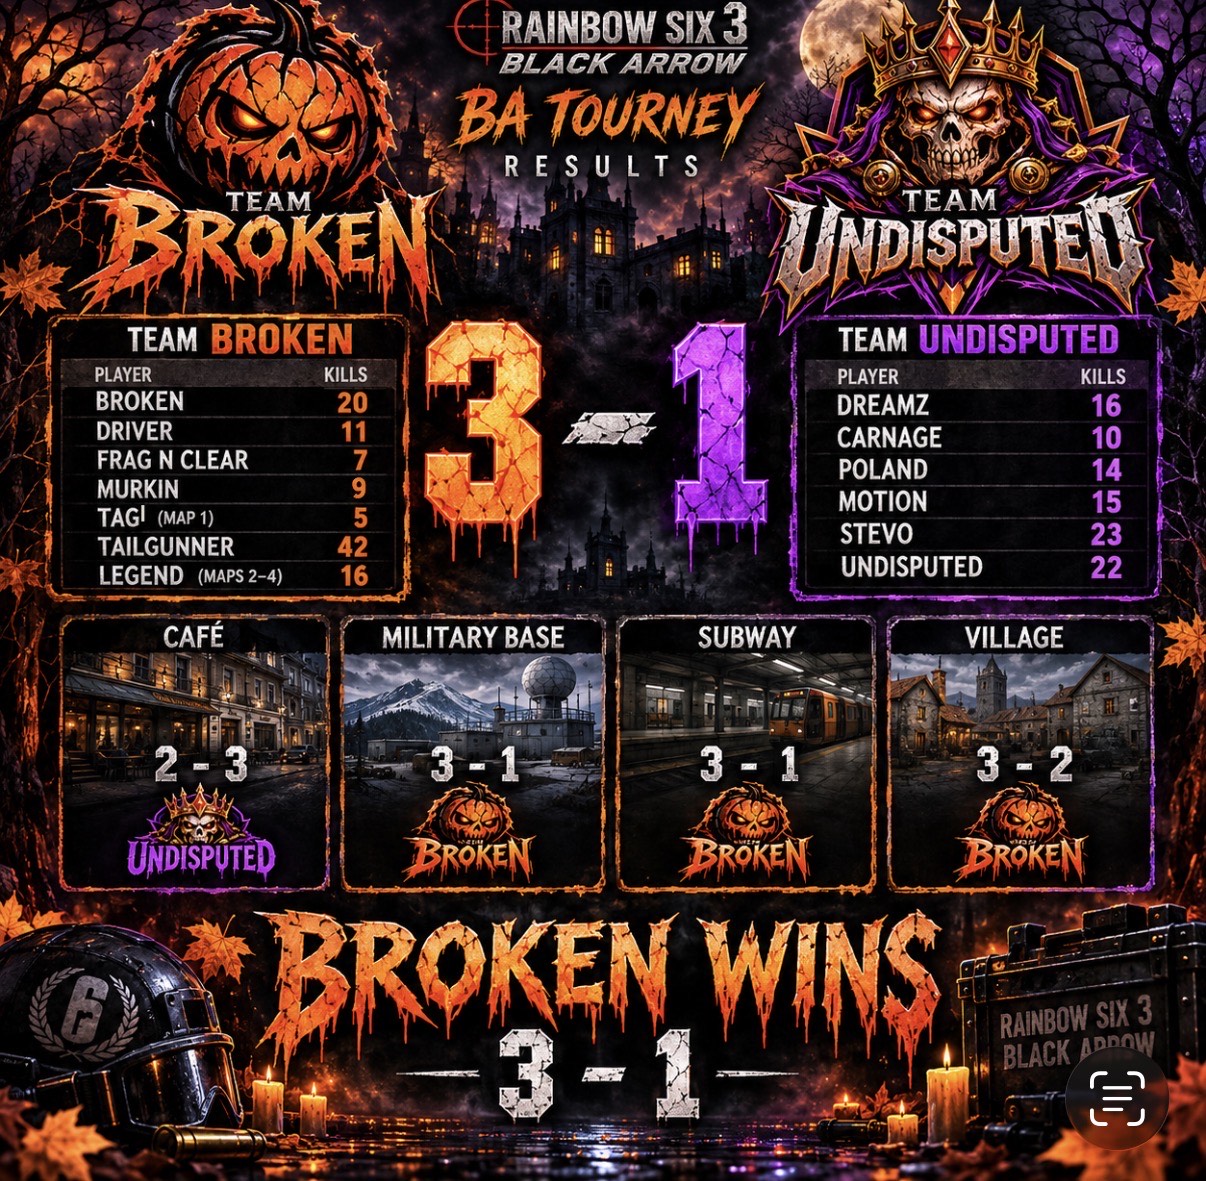 RAINBOW SIX 3
BLACK ARROW
BA TOURNEY
RESULTS
TEAM
BROKEN
TEAM
UNDISPUTED
TEAM BROKEN
PLAYER KILLS
BROKEN 20
DRIVER 11
FRAG N CLEAR 7
MURKIN 9
TAG| (MAP 1) 5
TAILGUNNER 42
LEGEND (MAPS 2–4) 16
3 - 1
TEAM UNDISPUTED
PLAYER KILLS
DREAMZ 16
CARNAGE 10
POLAND 14
MOTION 15
STEVO 23
UNDISPUTED 22
CAFÉ
2 - 3
UNDISPUTED
MILITARY BASE
3 - 1
BROKEN
SUBWAY
3 - 1
BROKEN
VILLAGE
3 - 2
BROKEN
BROKEN WINS
3 - 1
6
RAINBOW SIX 3
BLACK ARROW